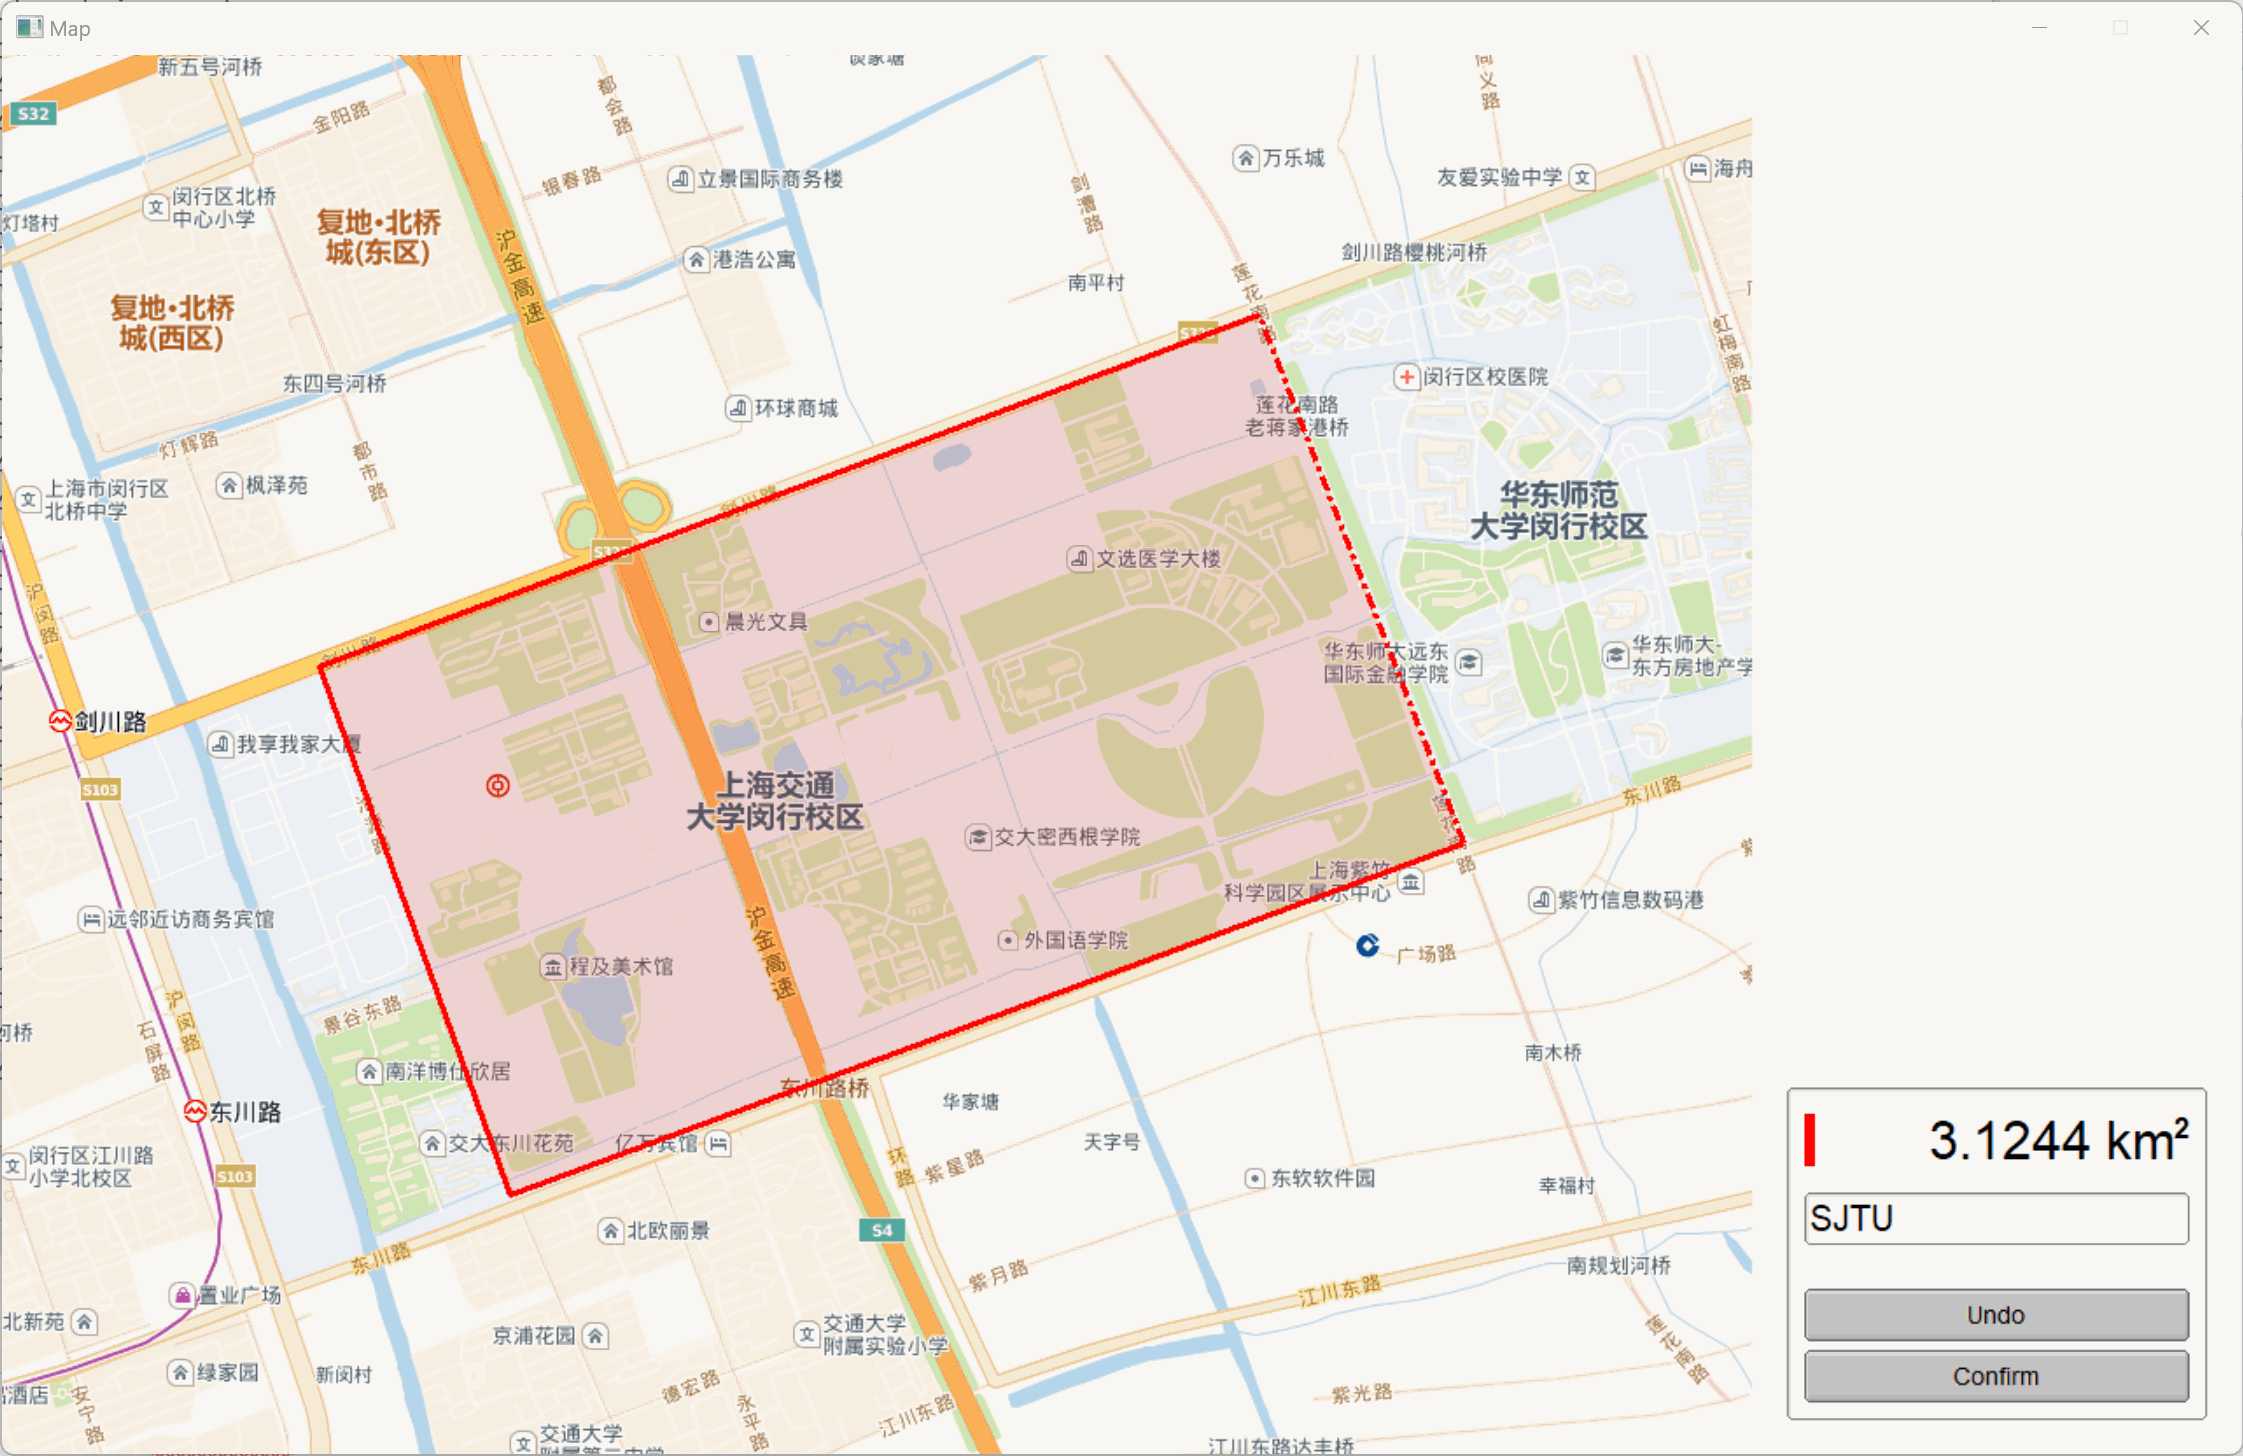 Map
新五号河桥
S32
金阳路
都会路
闵行区北桥
中心小学
灯塔村
复地·北桥
城(东区)
复地·北桥
城(西区)
银春路
立景国际商务楼
沪金高速
港浩公寓
剑漕路
南平村
万乐城
友爱实验中学
海舟
剑川路樱桃河桥
莲花南路
虹梅南路
东四号河桥
环球商城
闵行区校医院
莲花南路
老蒋家港桥
灯辉路
都市路
上海市闵行区
北桥中学
枫泽苑
剑川路
华东师范
大学闵行校区
文选医学大楼
沪闵路
晨光文具
剑川路
华东师大远东
国际金融学院
华东师大-
东方房地产学
剑川路
我享我家大厦
S103
上海交通
大学闵行校区
交大密西根学院
东川路
上海紫竹
科学园区展示中心
紫竹信息数码港
远邻近访商务宾馆
沪金高速
外国语学院
广场路
程及美术馆
沪闵路
石屏路
景谷东路
南洋博仕欣居
东川路
东川路桥
华家塘
天字号
南木桥
闵行区江川路
小学北校区
S103
交大东川花苑
亿万宾馆
环路
紫星路
东软软件园
幸福村
北欧丽景
S4
东川路
紫月路
江川东路
南规划河桥
置业广场
北新苑
京浦花园
交通大学
附属实验小学
莲花南路
绿家园
新闵村
德宏路
永平路
江川东路
紫光路
安宁路
酒店
交通大学
江川东路达丰桥
3.1244 km²
SJTU
Undo
Confirm